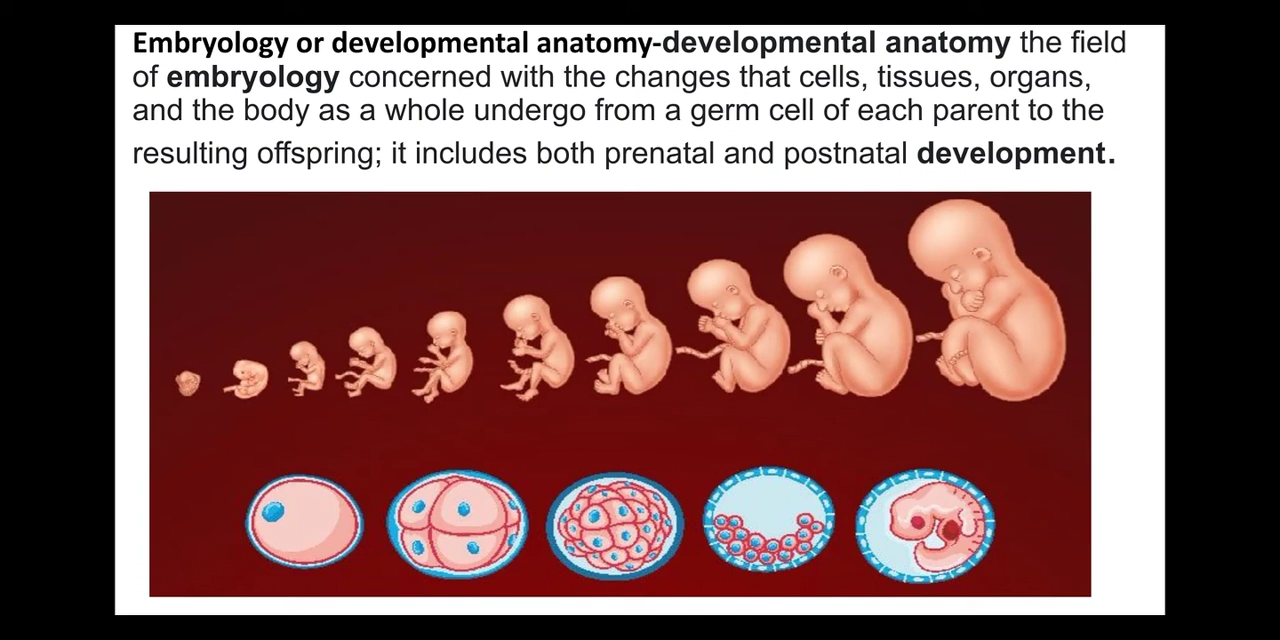 Embryology or developmental anatomy-developmental anatomy the field
of embryology concerned with the changes that cells, tissues, organs,
and the body as a whole undergo from a germ cell of each parent to the
resulting offspring; it includes both prenatal and postnatal development.